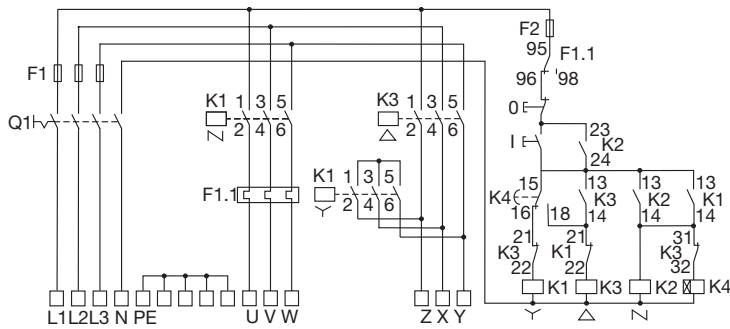 F2
95
F1.1
96 98
F1
K1 1 3 5
2 4 6
K3 1 3 5
2 4 6
Q1
0
I
23
K2
24
K1 1 3 5
2 4 6
F1.1
15
K4
16 18
13
K3
14
13
K2
14
13
K1
14
21
K3
22
21
K1
22
31
K3
32
K1 K3 K2 K4
L1 L2 L3 N PE U V W Z X Y